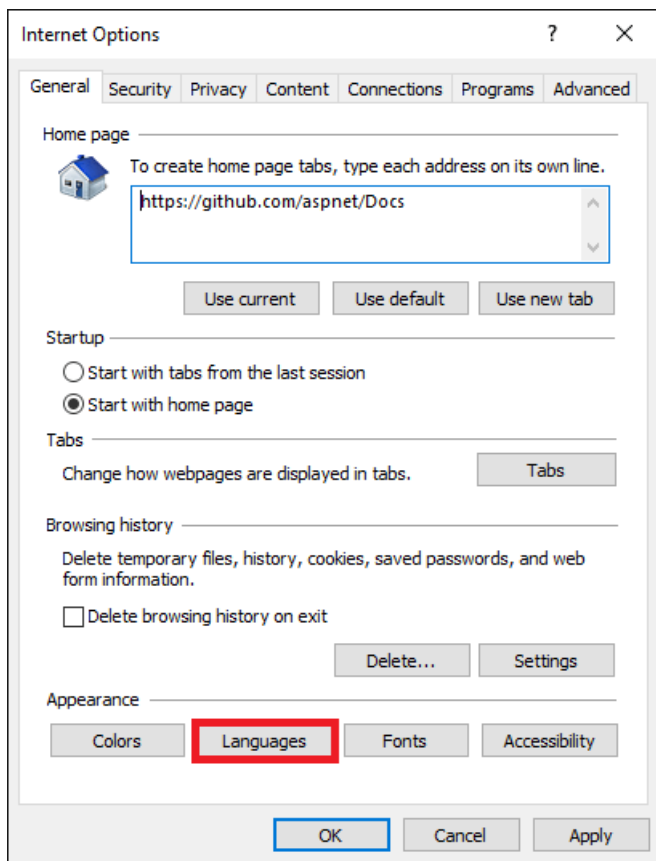 Internet Options
?
General Security Privacy Content Connections Programs Advanced
Home page
To create home page tabs, type each address on its own line.
https://github.com/aspnet/Docs
Use current Use default Use new tab
Startup
Start with tabs from the last session
Start with home page
Tabs
Change how webpages are displayed in tabs. Tabs
Browsing history
Delete temporary files, history, cookies, saved passwords, and web
form information.
Delete browsing history on exit
Delete... Settings
Appearance
Colors Languages Fonts Accessibility
OK Cancel Apply